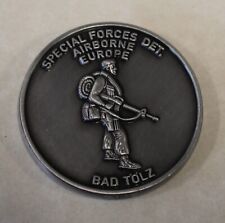 SPECIAL FORCES DET.
AIRBORNE
EUROPE
BAD TOLZ